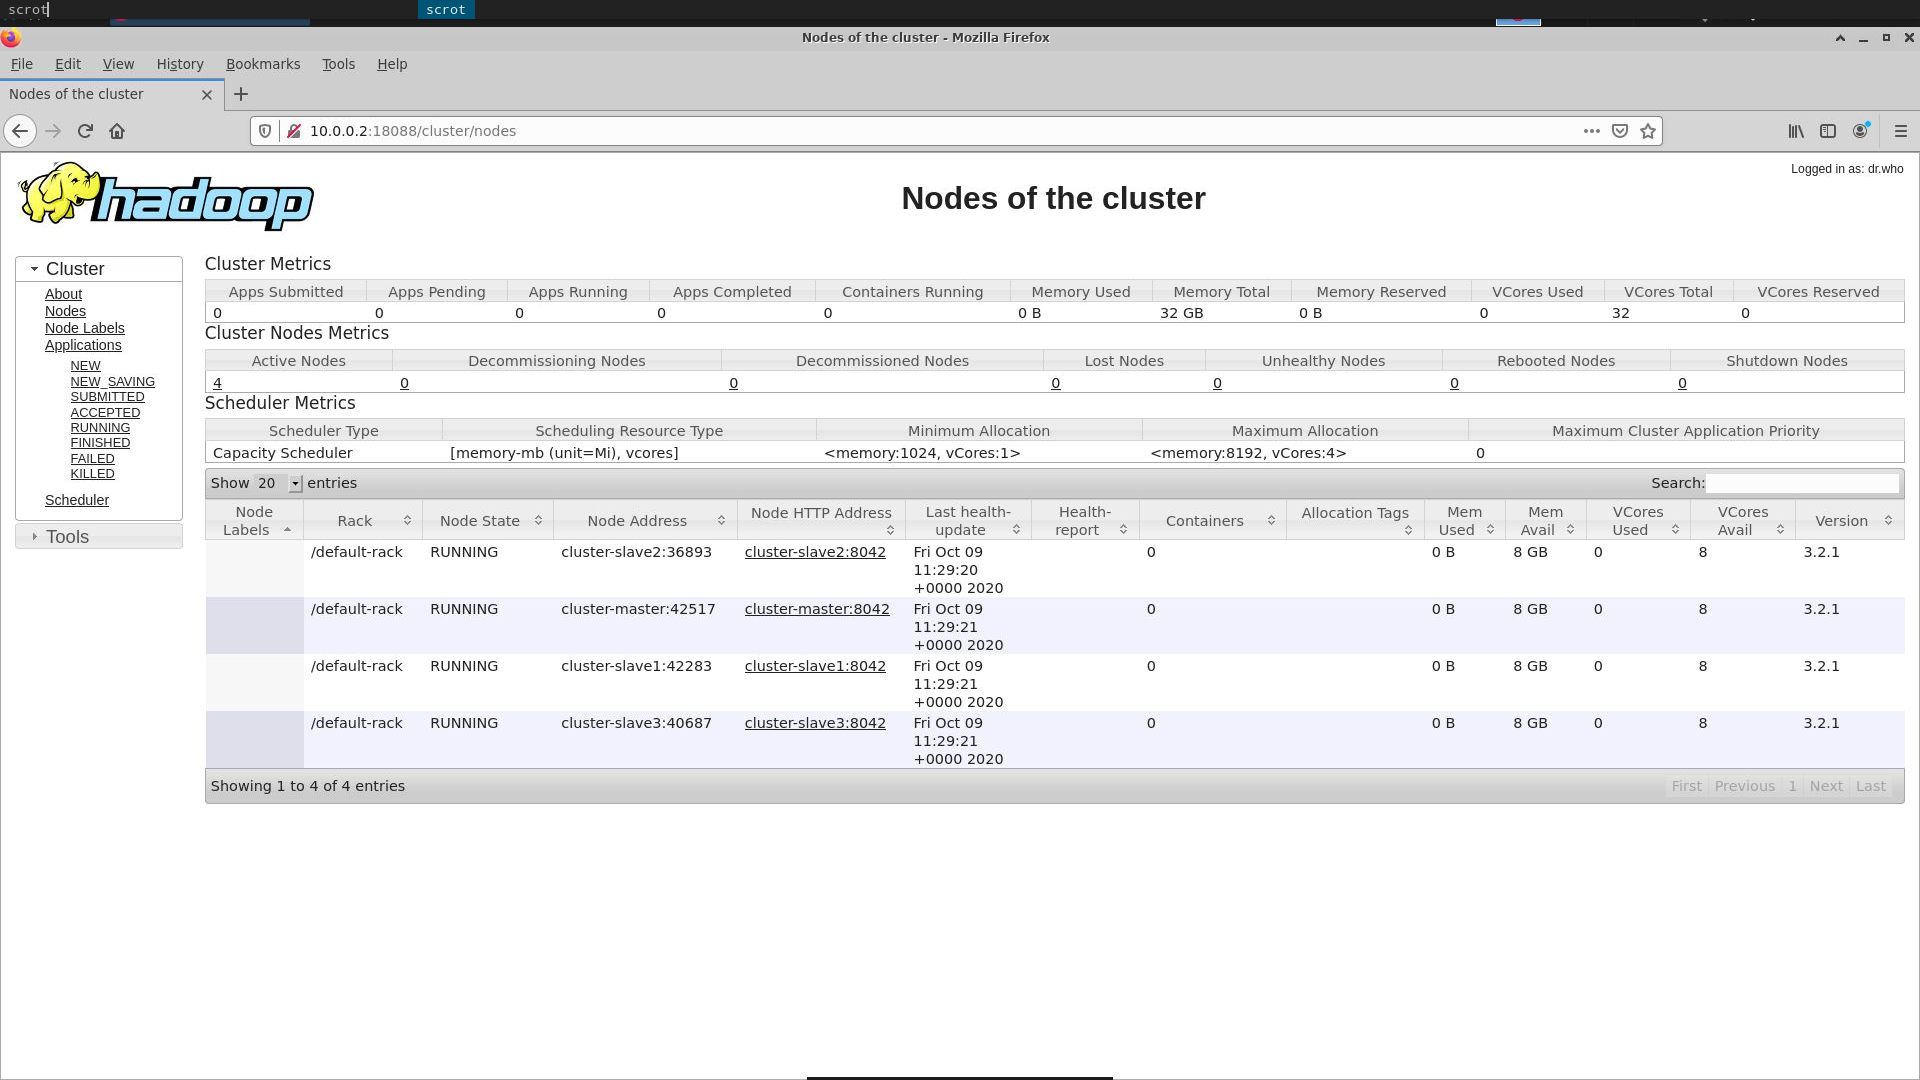 scrot scrot
Nodes of the cluster - Mozilla Firefox
File Edit View History Bookmarks Tools Help
Nodes of the cluster
10.0.0.2:18088/cluster/nodes
Logged in as: dr.who
hadoop
Nodes of the cluster
Cluster
About
Nodes
Node Labels
Applications
NEW
NEW_SAVING
SUBMITTED
ACCEPTED
RUNNING
FINISHED
FAILED
KILLED
Scheduler
Tools
Cluster Metrics
Apps Submitted Apps Pending Apps Running Apps Completed Containers Running Memory Used Memory Total Memory Reserved VCores Used VCores Total VCores Reserved
0 0 0 0 0 0 B 32 GB 0 B 0 32 0
Cluster Nodes Metrics
Active Nodes Decommissioning Nodes Decommissioned Nodes Lost Nodes Unhealthy Nodes Rebooted Nodes Shutdown Nodes
4 0 0 0 0 0 0
Scheduler Metrics
Scheduler Type Scheduling Resource Type Minimum Allocation Maximum Allocation Maximum Cluster Application Priority
Capacity Scheduler [memory-mb (unit=Mi), vcores] <memory:1024, vCores:1> <memory:8192, vCores:4> 0
Show 20 entries Search:
Node Labels Rack Node State Node Address Node HTTP Address Last health-update Health-report Containers Allocation Tags Mem Used Mem Avail VCores Used VCores Avail Version
/default-rack RUNNING cluster-slave2:36893 cluster-slave2:8042 Fri Oct 09 11:29:20 +0000 2020 0 0 B 8 GB 0 8 3.2.1
/default-rack RUNNING cluster-master:42517 cluster-master:8042 Fri Oct 09 11:29:21 +0000 2020 0 0 B 8 GB 0 8 3.2.1
/default-rack RUNNING cluster-slave1:42283 cluster-slave1:8042 Fri Oct 09 11:29:21 +0000 2020 0 0 B 8 GB 0 8 3.2.1
/default-rack RUNNING cluster-slave3:40687 cluster-slave3:8042 Fri Oct 09 11:29:21 +0000 2020 0 0 B 8 GB 0 8 3.2.1
Showing 1 to 4 of 4 entries First Previous 1 Next Last